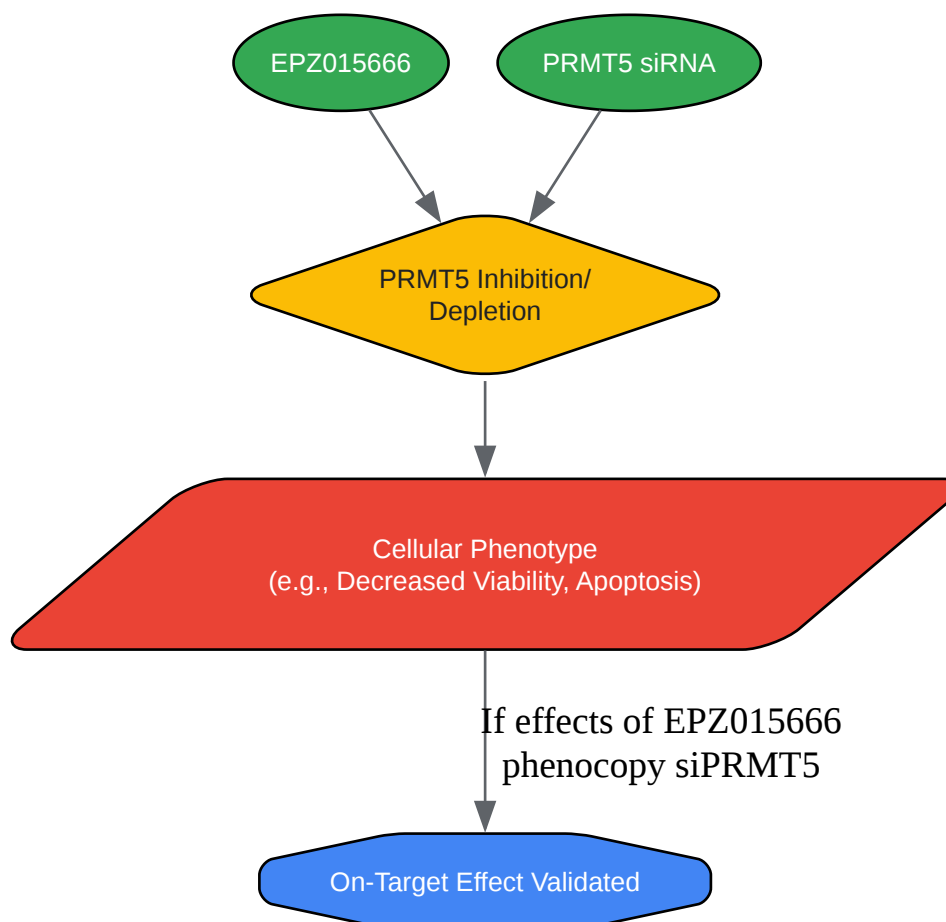 EPZ015666
PRMT5 siRNA
PRMT5 Inhibition/
Depletion
Cellular Phenotype
(e.g., Decreased Viability, Apoptosis)
If effects of EPZ015666
phenocopy siPRMT5
On-Target Effect Validated